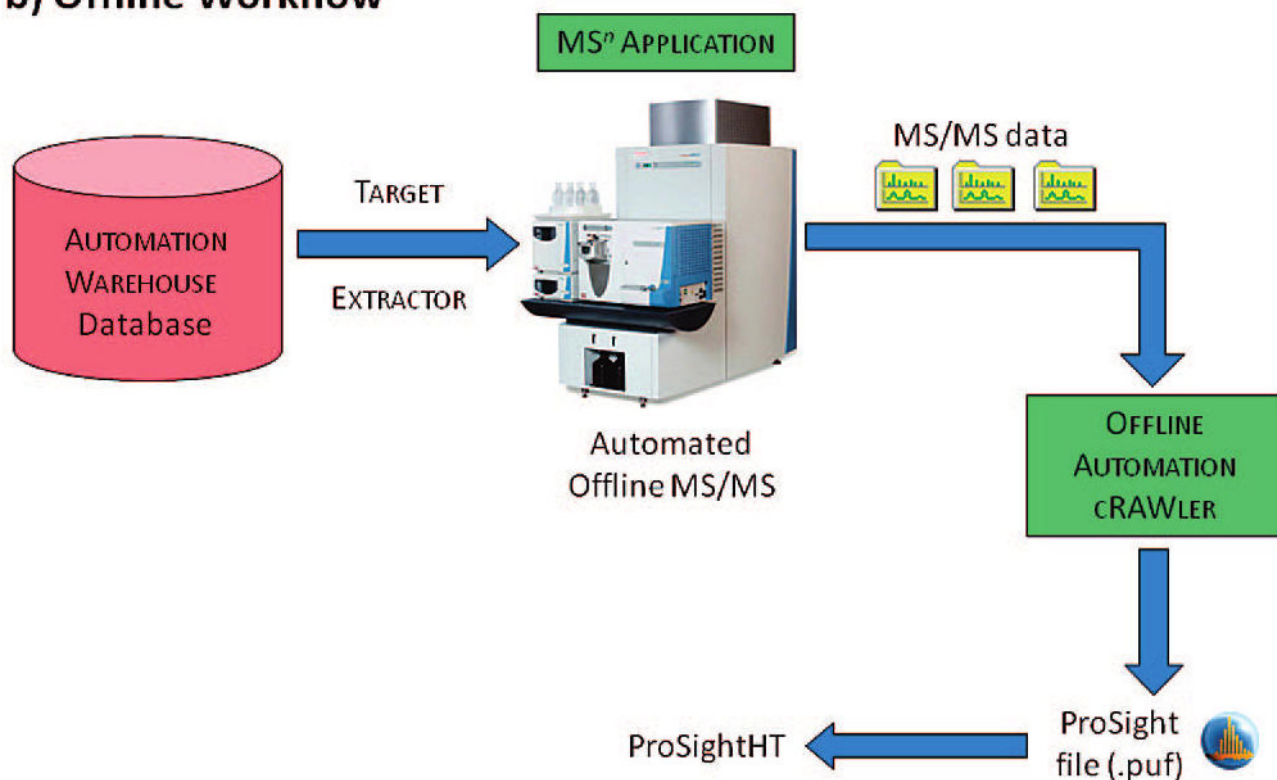 b) Offline Workflow
MSⁿ APPLICATION
MS/MS data
TARGET
EXTRACTOR
AUTOMATION
WAREHOUSE
Database
Automated
Offline MS/MS
OFFLINE
AUTOMATION
cRAWLER
ProSight
file (.puf)
ProSightHT